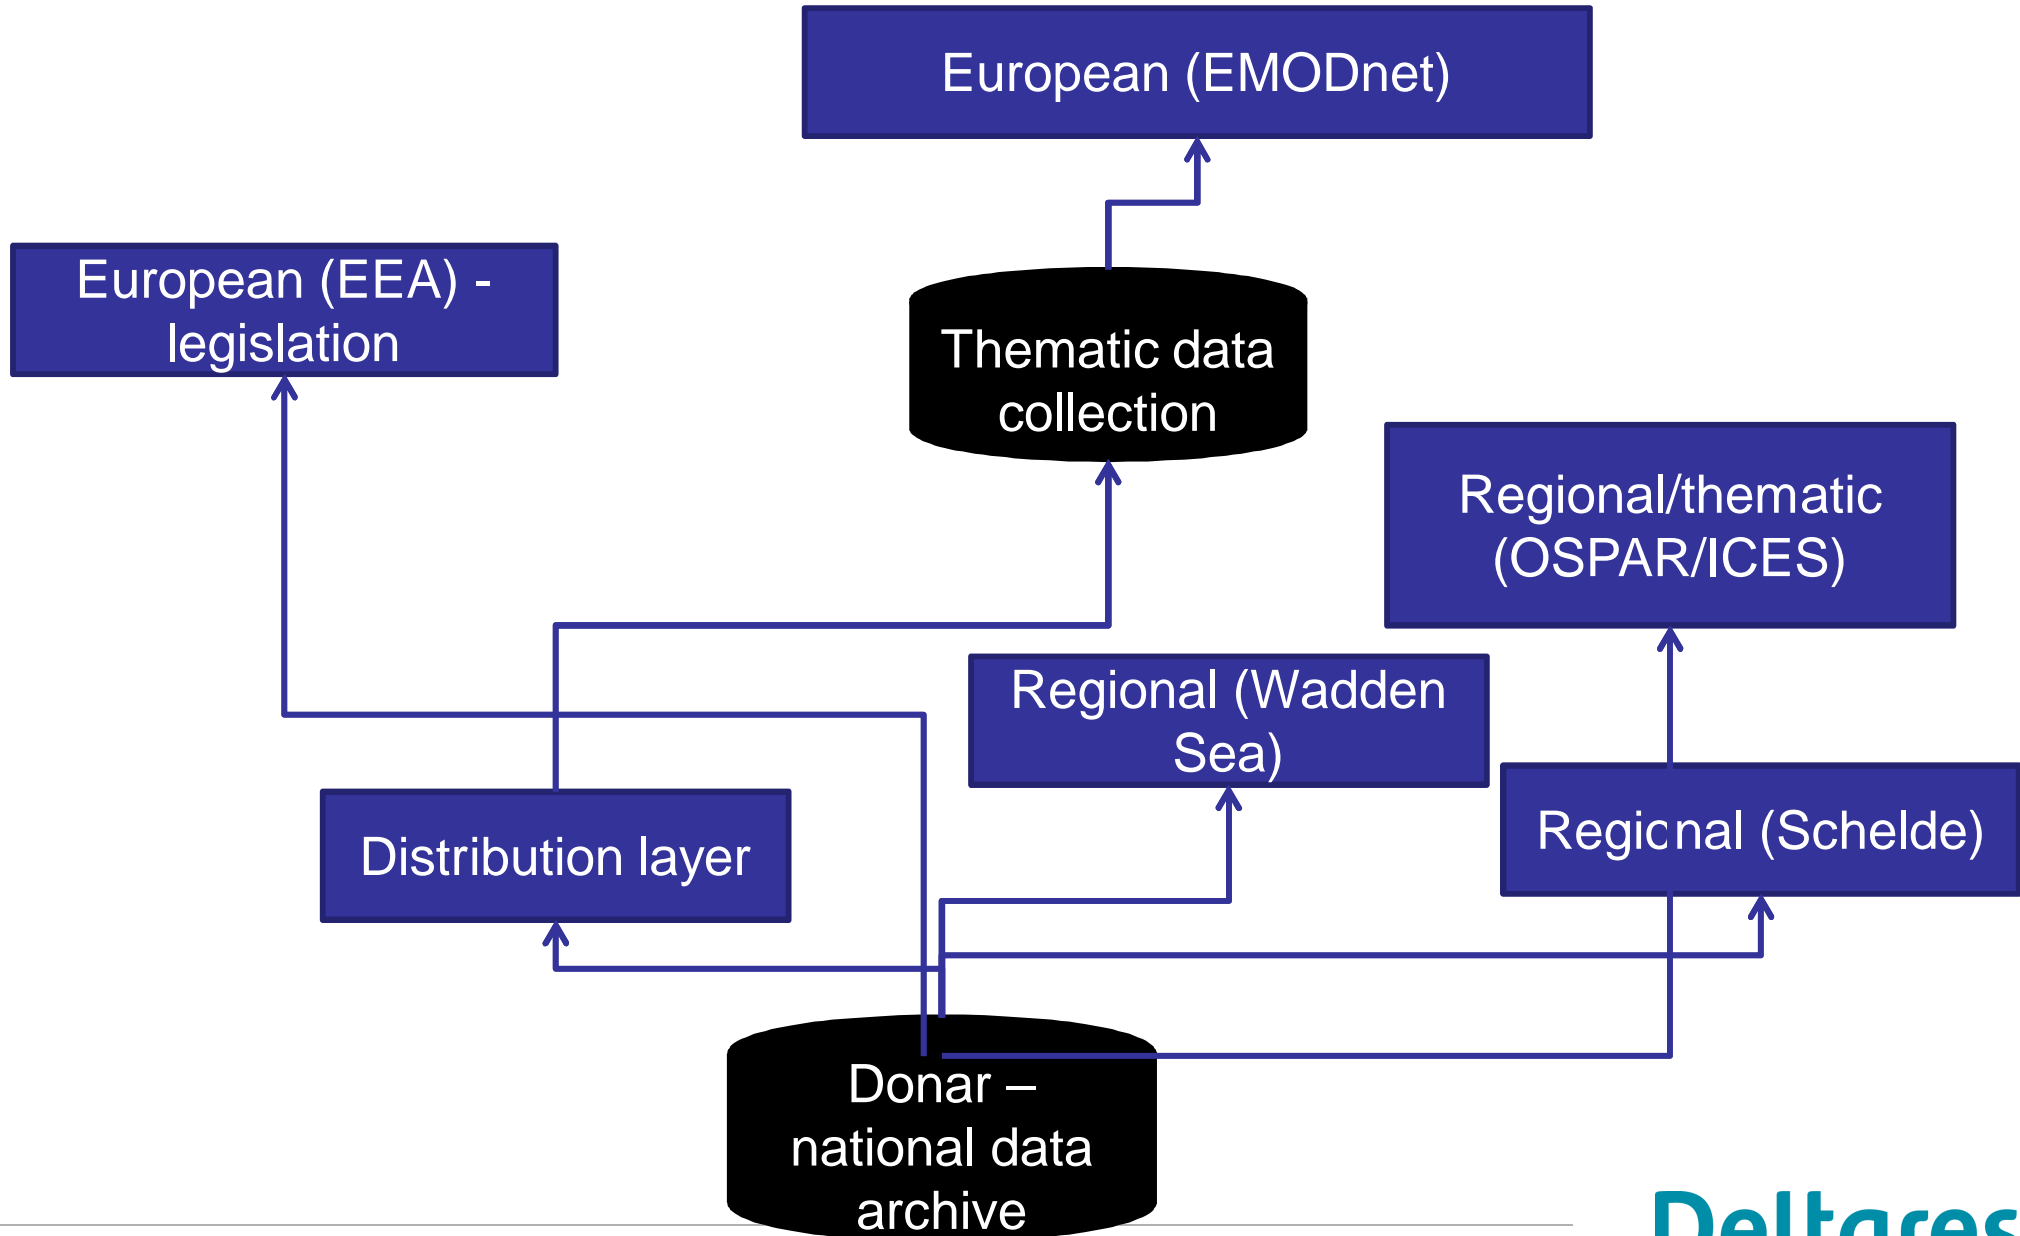 European (EMODnet)
European (EEA) -
legislation
Thematic data
collection
Regional/thematic
(OSPAR/ICES)
Regional (Wadden
Sea)
Distribution layer
Regional (Schelde)
Donar –
national data
archive
Deltares